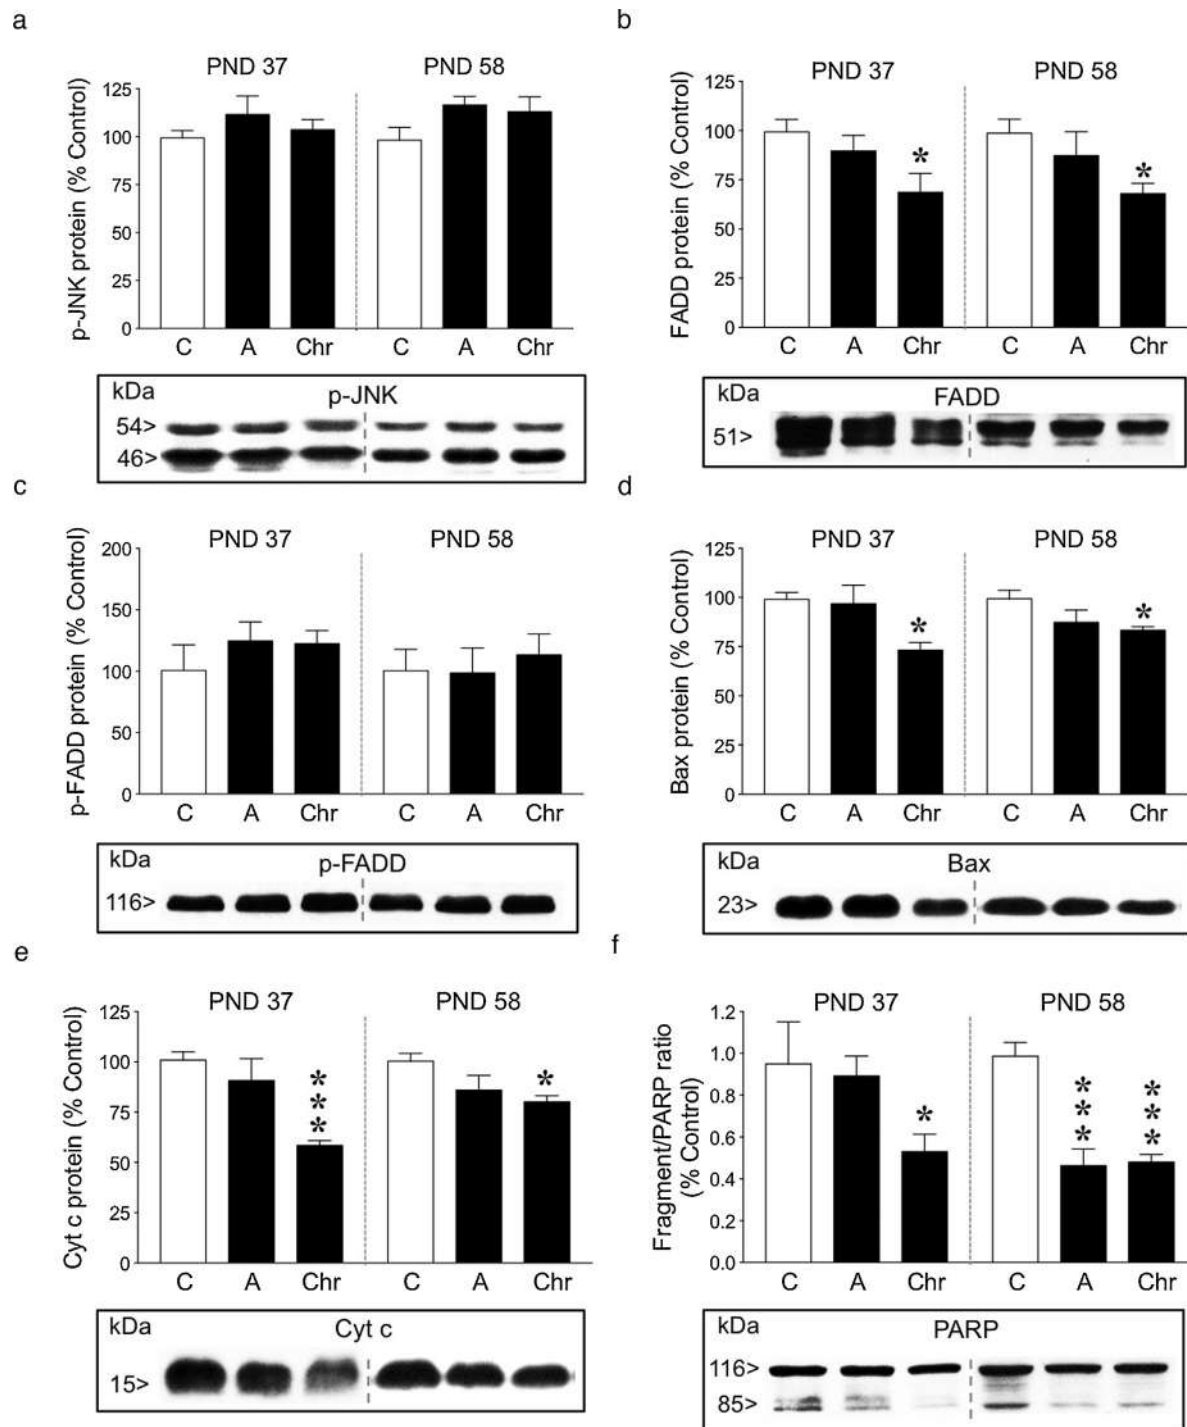 a
PND 37 PND 58
p-JNK protein (% Control)
125
100
75
50
25
0
C A Chr C A Chr
kDa p-JNK
54>
46>
b
PND 37 PND 58
FADD protein (% Control)
125
100
75
50
25
0
* *
C A Chr C A Chr
kDa FADD
51>
c
PND 37 PND 58
p-FADD protein (% Control)
200
150
100
50
0
C A Chr C A Chr
kDa p-FADD
116>
d
PND 37 PND 58
Bax protein (% Control)
125
100
75
50
25
0
* *
C A Chr C A Chr
kDa Bax
23>
e
PND 37 PND 58
Cyt c protein (% Control)
125
100
75
50
25
0
*** *
C A Chr C A Chr
kDa Cyt c
15>
f
PND 37 PND 58
Fragment/PARP ratio
(% Control)
1.2
1.0
0.8
0.6
0.4
0.2
0.0
* *** ***
C A Chr C A Chr
kDa PARP
116>
85>